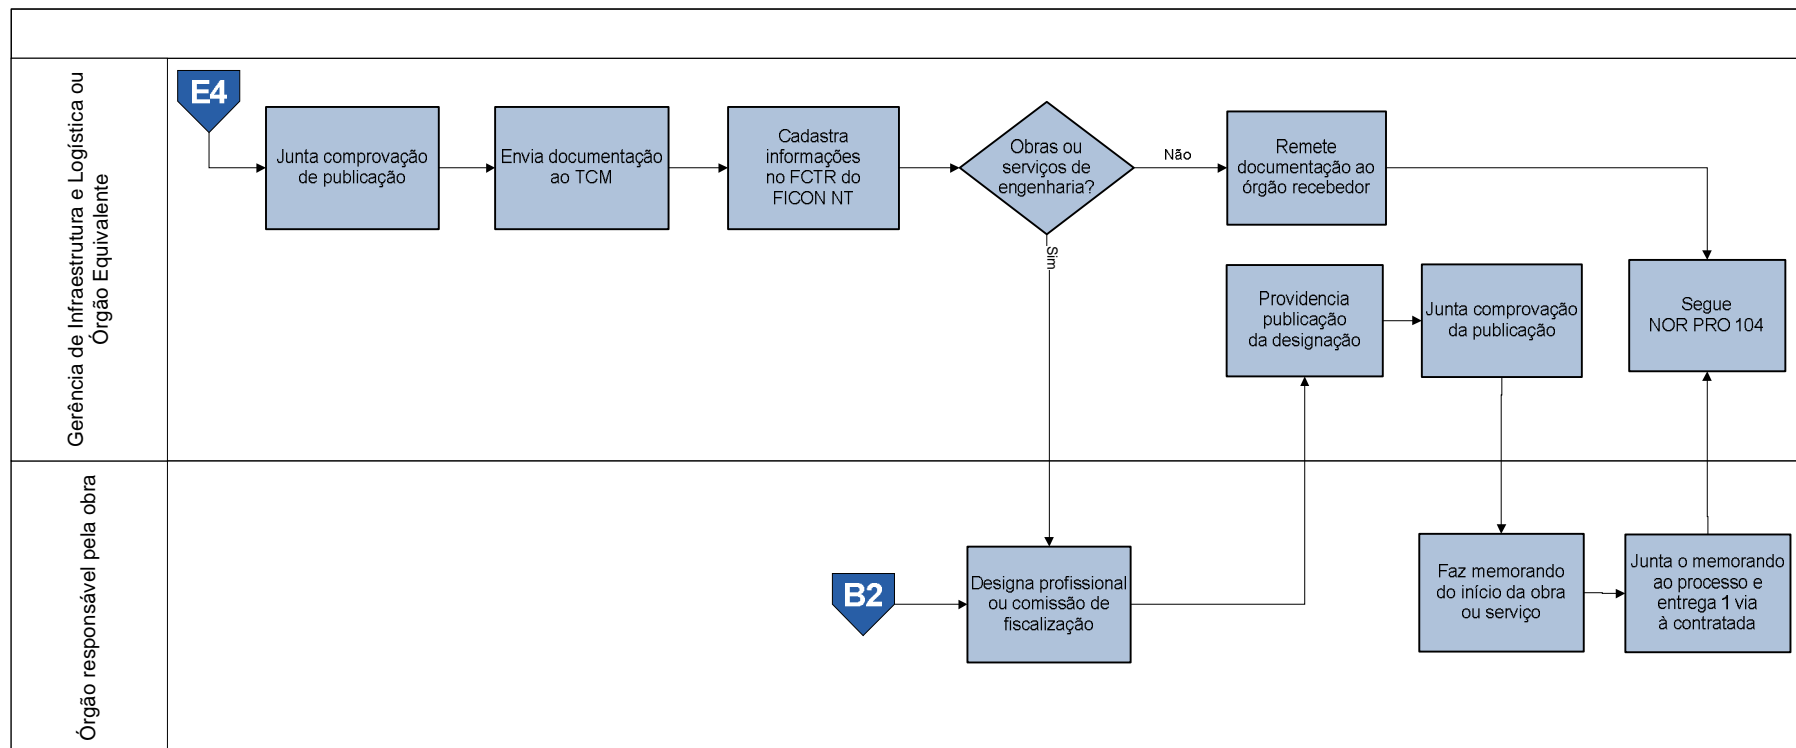 Gerência de Infraestrutura e Logística ou
Órgão Equivalente
E4
Junta comprovação
de publicação
Envia documentação
ao TCM
Cadastra
informações
no FCTR do
FICON NT
Obras ou
serviços de
engenharia?
Não
Remete
documentação ao
órgão recebedor
Sim
Providencia
publicação
da designação
Junta comprovação
da publicação
Segue
NOR PRO 104
Órgão responsável pela obra
B2
Designa profissional
ou comissão de
fiscalização
Faz memorando
do início da obra
ou serviço
Junta o memorando
ao processo e
entrega 1 via
à contratada